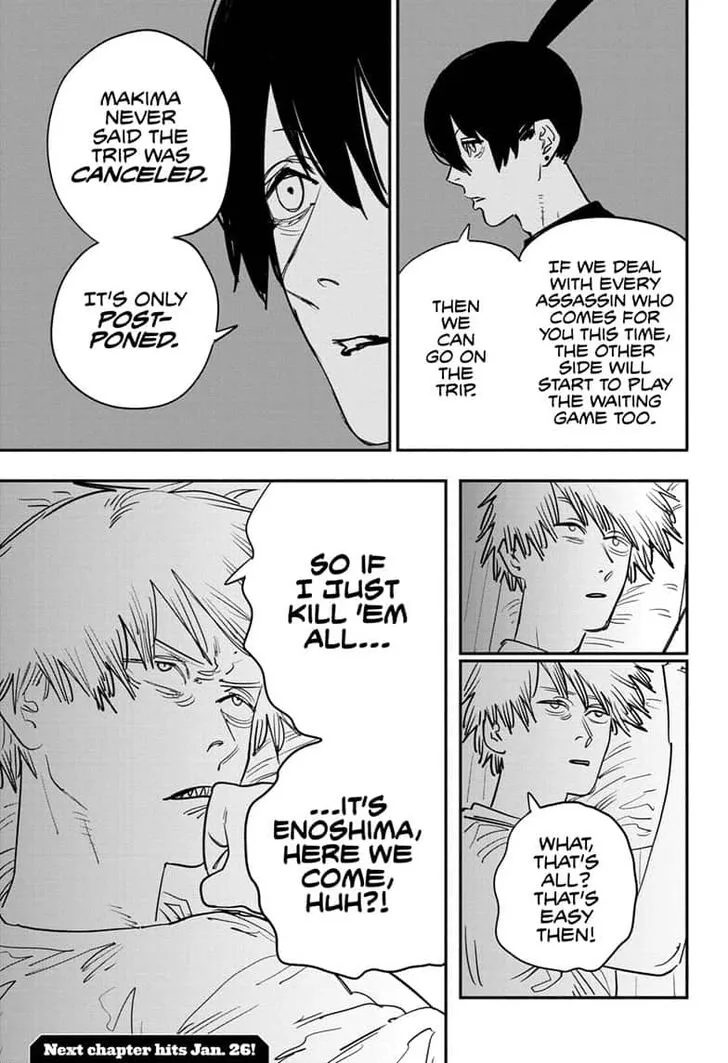 IF WE DEAL
WITH EVERY
ASSASSIN WHO
COMES FOR
YOU THIS TIME,
THE OTHER
SIDE WILL
START TO PLAY
THE WAITING
GAME TOO.
THEN
WE
CAN
GO ON
THE
TRIP.
MAKIMA
NEVER
SAID THE
TRIP WAS
CANCELED.
IT'S ONLY
POST-
PONED.
WHAT,
THAT'S
ALL?
THAT'S
EASY
THEN!
SO IF
I JUST
KILL 'EM
ALL...
...IT'S
ENOSHIMA,
HERE WE
COME,
HUH?!
Next chapter hits Jan. 26!